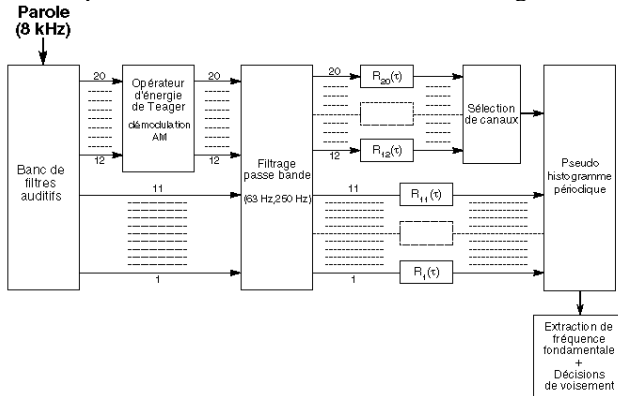 Parole
(8 kHz)
20
20
20
R20(τ)
Opérateur
d'énergie
de Teager
démodulation
AM
Sélection
de canaux
12
12
12
R12(τ)
Banc de
filtres
auditifs
Filtrage
passe bande
(63 Hz,250 Hz)
Pseudo
histogramme
périodique
11
11
R11(τ)
1
1
R1(τ)
Extraction de
fréquence
fondamentale
+
Décisions
de voisement